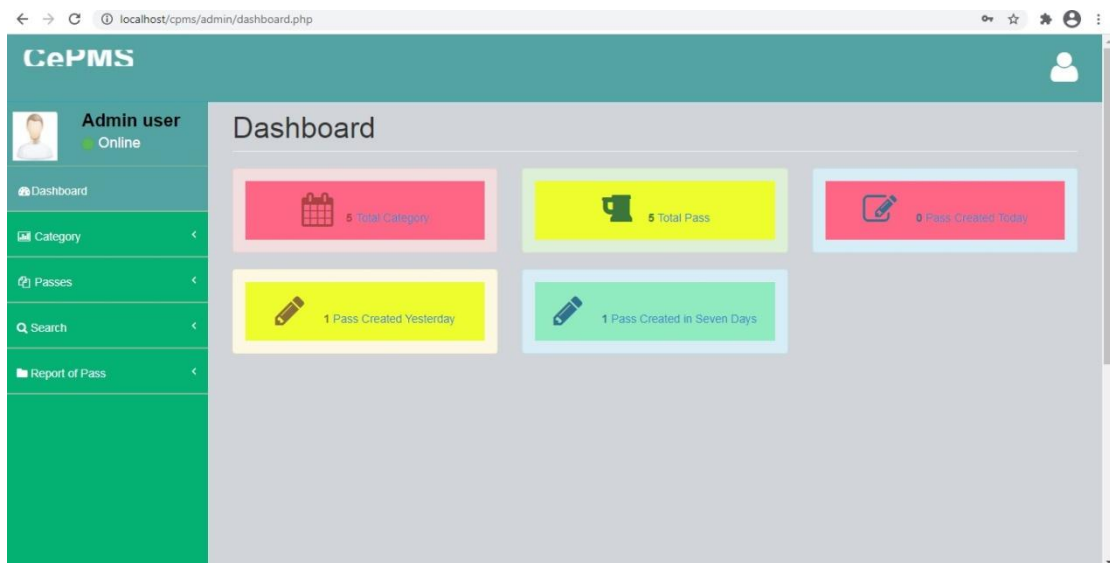 localhost/cpms/admin/dashboard.php
CePMS
Admin user
Online
Dashboard
Category
Passes
Search
Report of Pass
Dashboard
5 Total Category
5 Total Pass
0 Pass Created Today
1 Pass Created Yesterday
1 Pass Created in Seven Days